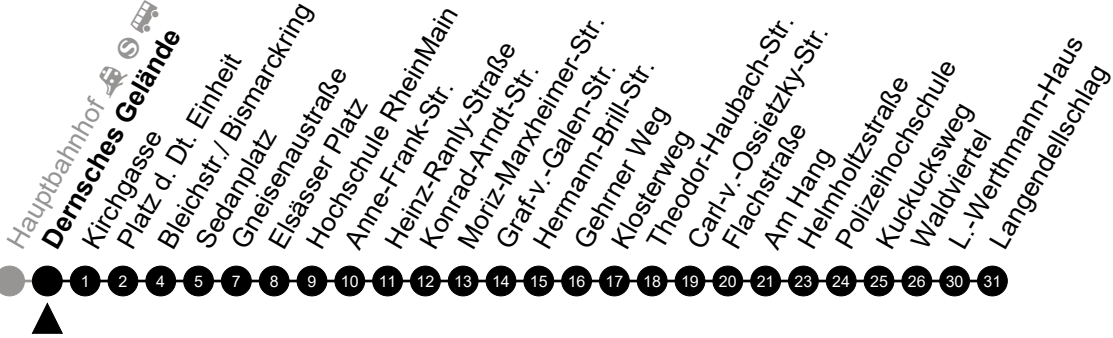 Hauptbahnhof S
Dernsches Gelände
Kirchgasse
Platz d. Dt. Einheit
Bleichstr./ Bismarckring
Sedanplatz
Gneisenaustraße
Elsässer Platz
Hochschule RheinMain
Anne-Frank-Str.
Heinz-Ranly-Straße
Konrad-Arndt-Str.
Moriz-Marxheimer-Str.
Graf-v.-Galen-Str.
Hermann-Brill-Str.
Gehrner Weg
Klosterweg
Theodor-Haubach-Str.
Carl-v.-Ossietzky-Str.
Flachstraße
Am Hang
Helmholtzstraße
Polizeihochschule
Kuckucksweg
Waldviertel
L.-Werthmann-Haus
Langendellschlag
1 2 4 5 7 8 9 10 11 12 13 14 15 16 17 18 19 20 21 23 24 25 26 30 31